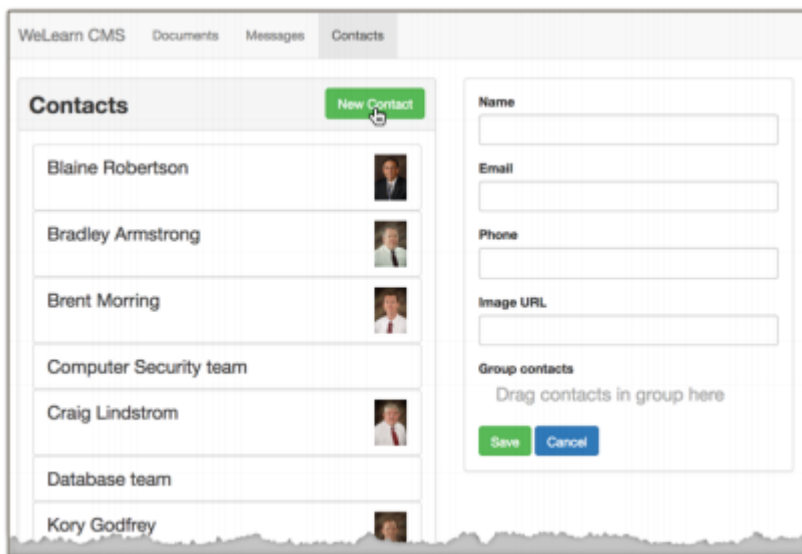 WeLearn CMS Documents Messages Contacts
Contacts
New Contact
Blaine Robertson
Bradley Armstrong
Brent Morring
Computer Security team
Craig Lindstrom
Database team
Kory Godfrey
Name
Email
Phone
Image URL
Group contacts
Drag contacts in group here
Save Cancel